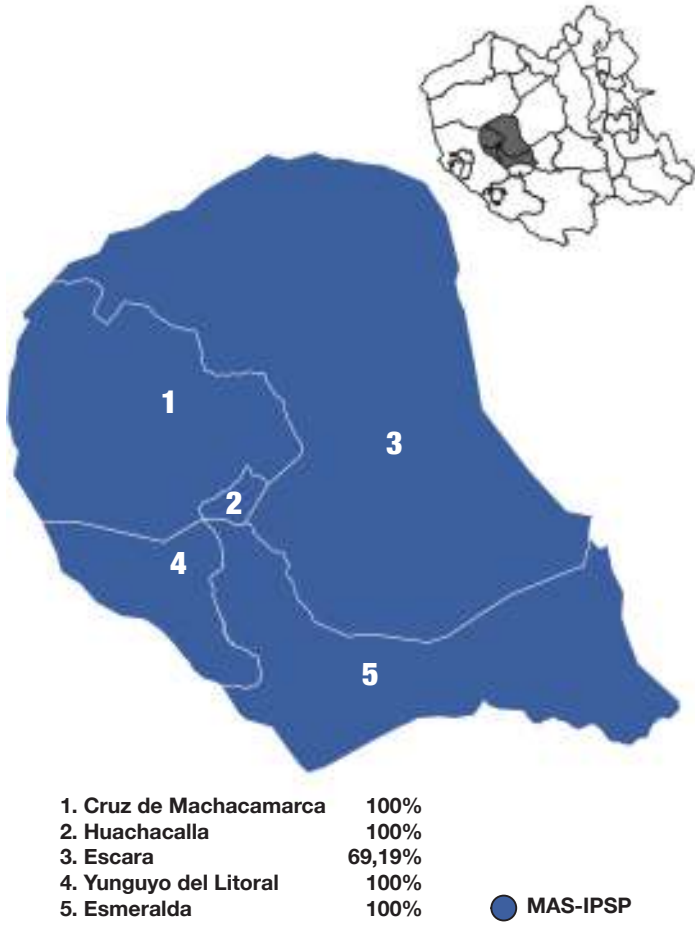 1
3
2
4
5
1. Cruz de Machacamarca 100%
2. Huachacalla 100%
3. Escara 69,19%
4. Yunguyo del Litoral 100%
5. Esmeralda 100%
MAS-IPSP